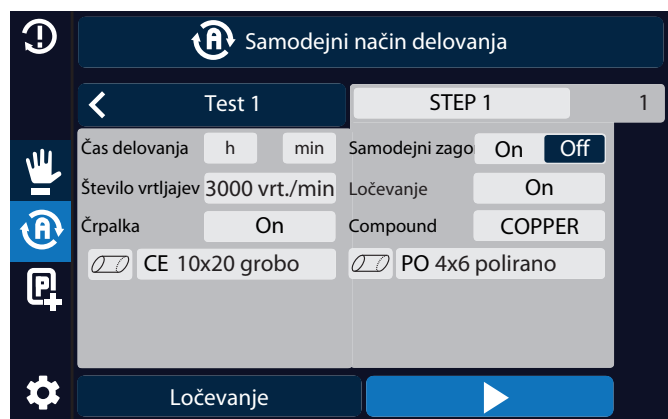 Samodejni način delovanja
Test 1 STEP 1 1
Čas delovanja h min Samodejni zago On Off
Število vrtljajev 3000 vrt./min Ločevanje On
Črpalka On Compound COPPER
CE 10x20 grobo PO 4x6 polirano
Ločevanje